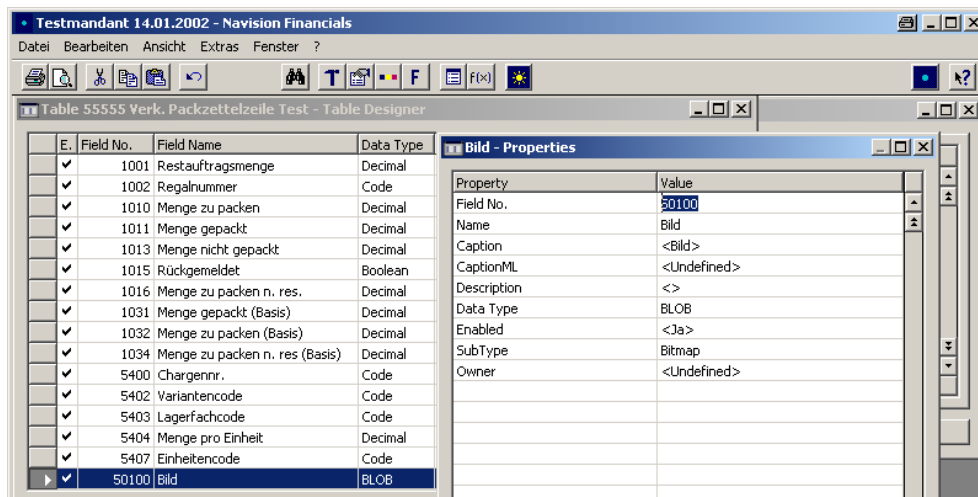 Testmandant 14.01.2002 - Navision Financials
Datei Bearbeiten Ansicht Extras Fenster ?
T F f(x) ?
Table 55555 Verk. Packzettelzeile Test - Table Designer
E. Field No. Field Name Data Type
1001 Restauftragsmenge Decimal
1002 Regalnummer Code
1010 Menge zu packen Decimal
1011 Menge gepackt Decimal
1013 Menge nicht gepackt Decimal
1015 Rückgemeldet Boolean
1016 Menge zu packen n. res. Decimal
1031 Menge gepackt (Basis) Decimal
1032 Menge zu packen (Basis) Decimal
1034 Menge zu packen n. res (Basis) Decimal
5400 Chargennr. Code
5402 Variantencode Code
5403 Lagerfachcode Code
5404 Menge pro Einheit Decimal
5407 Einheitencode Code
50100 Bild BLOB
Bild - Properties
Property Value
Field No. 50100
Name Bild
Caption <Bild>
CaptionML <Undefined>
Description <>
Data Type BLOB
Enabled <Ja>
SubType Bitmap
Owner <Undefined>